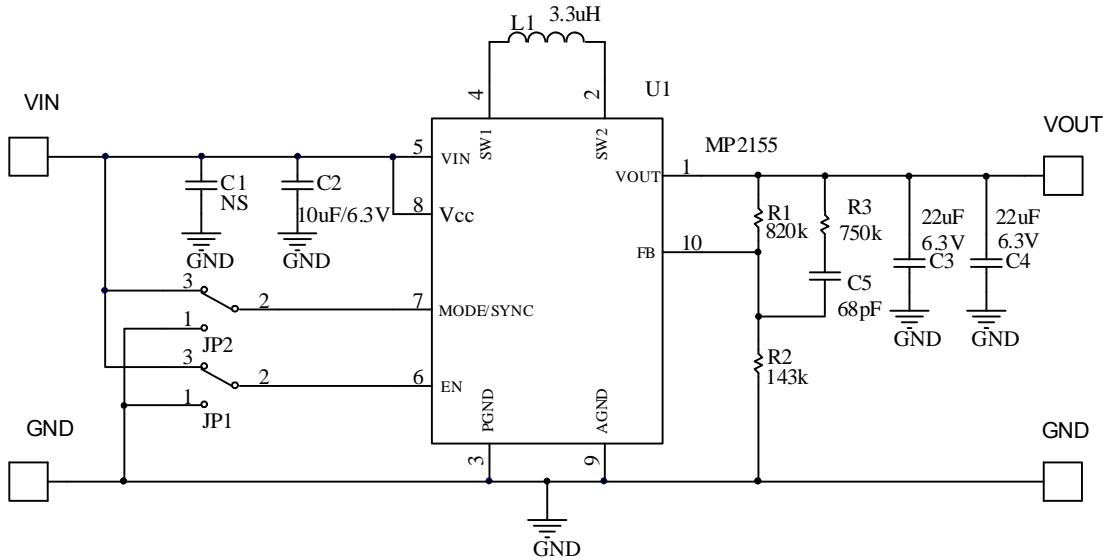 L1 3.3uH
4
2
U1
VIN
VOUT
5 VIN SW1 SW2 MP2155
VOUT 1
C1
NS
C2
10uF/6.3V
8 Vcc
R1
820k
R3
750k
22uF
6.3V
C3
22uF
6.3V
C4
FB 10
GND GND
C5
68pF
3
2
7 MODE/SYNC
GND GND
1
JP2
3
2
6 EN
R2
143k
1
JP1
PGND AGND
GND
GND
3
9
GND